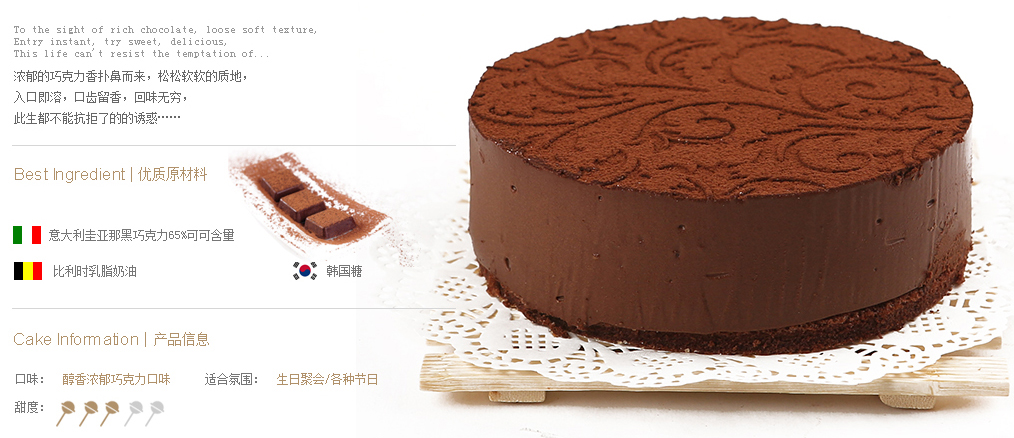 To the sight of rich chocolate, loose soft texture,
Entry instant, try sweet, delicious,
This life can't resist the temptation of...
浓郁的巧克力香扑鼻而来，松松软软的质地，
入口即溶，口齿留香，回味无穷，
此生都不能抗拒了的的诱惑……
Best Ingredient | 优质原材料
意大利圭亚那黑巧克力65%可可含量
比利时乳脂奶油 韩国糖
Cake Information | 产品信息
口味： 醇香浓郁巧克力口味 适合氛围： 生日聚会/各种节日
甜度：